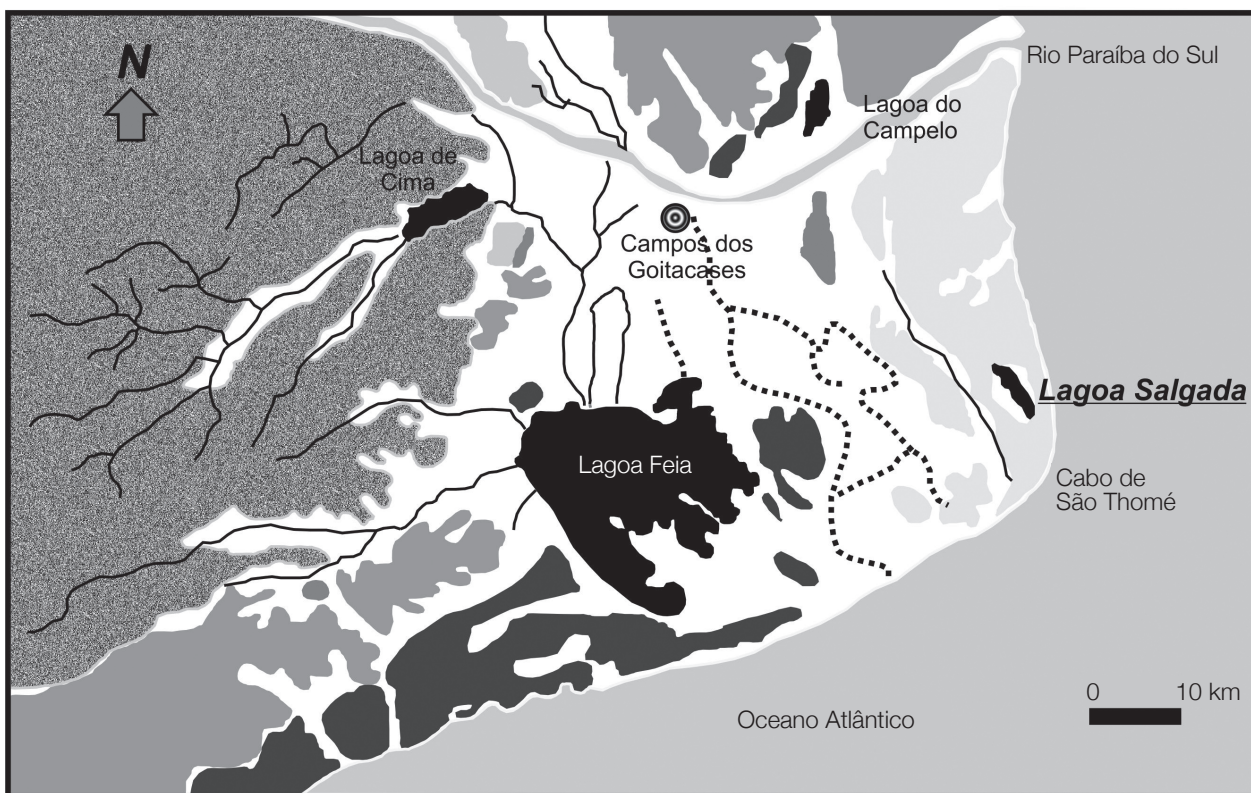 N
Rio Paraíba do Sul
Lagoa do
Campelo
Lagoa de
Cima
Campos dos
Goitacases
Lagoa Salgada
Lagoa Feia
Cabo de
São Thomé
0 10 km
Oceano Atlântico